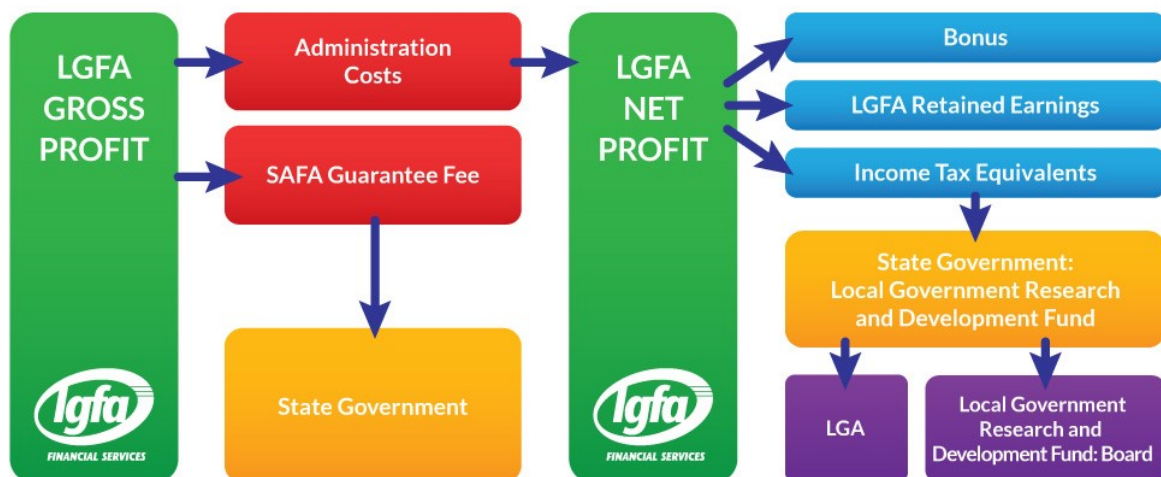 LGFA
GROSS
PROFIT
lgfa
FINANCIAL SERVICES
Administration
Costs
SAFA Guarantee Fee
State Government
LGFA
NET
PROFIT
lgfa
FINANCIAL SERVICES
Bonus
LGFA Retained Earnings
Income Tax Equivalents
State Government:
Local Government Research
and Development Fund
LGA
Local Government
Research and
Development Fund: Board